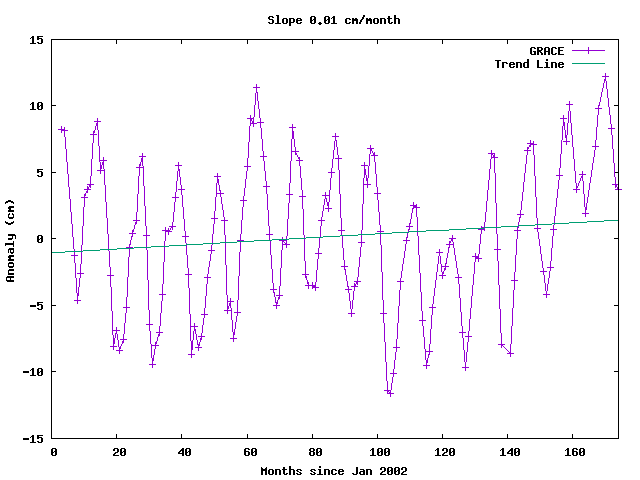 Slope 0.01 cm/month
GRACE
Trend Line
15
10
5
0
-5
-10
-15
Anomaly (cm)
0 20 40 60 80 100 120 140 160
Months since Jan 2002